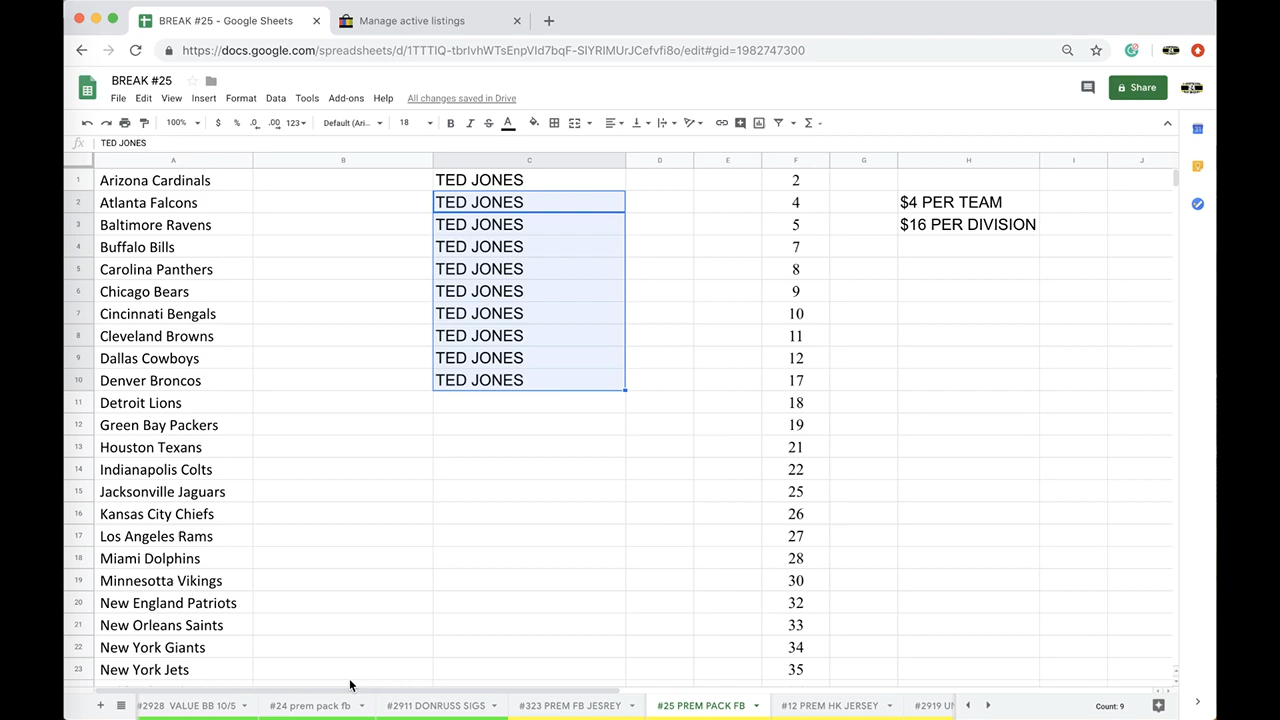 BREAK #25 - Google Sheets
Manage active listings
https://docs.google.com/spreadsheets/d/1TTTIQ-tbrIvhWTsEnpVId7bqF-SIYRIMUrJCefvfi8o/edit#gid=1982747300
BREAK #25
File Edit View Insert Format Data Tools Add-ons Help All changes saved in Drive
Share
100% $ % .0 .00 123 Default (Ari... 18 B I S A
fx TED JONES
A B C D E F G H I J
1 Arizona Cardinals TED JONES 2
2 Atlanta Falcons TED JONES 4 $4 PER TEAM
3 Baltimore Ravens TED JONES 5 $16 PER DIVISION
4 Buffalo Bills TED JONES 7
5 Carolina Panthers TED JONES 8
6 Chicago Bears TED JONES 9
7 Cincinnati Bengals TED JONES 10
8 Cleveland Browns TED JONES 11
9 Dallas Cowboys TED JONES 12
10 Denver Broncos TED JONES 17
11 Detroit Lions 18
12 Green Bay Packers 19
13 Houston Texans 21
14 Indianapolis Colts 22
15 Jacksonville Jaguars 25
16 Kansas City Chiefs 26
17 Los Angeles Rams 27
18 Miami Dolphins 28
19 Minnesota Vikings 30
20 New England Patriots 32
21 New Orleans Saints 33
22 New York Giants 34
23 New York Jets 35
#2928 VALUE BB 10/5 #24 prem pack fb #2911 DONRUSS SIGS #323 PREM FB JESREY #25 PREM PACK FB #12 PREM HK JERSEY #2919 UN Count: 9